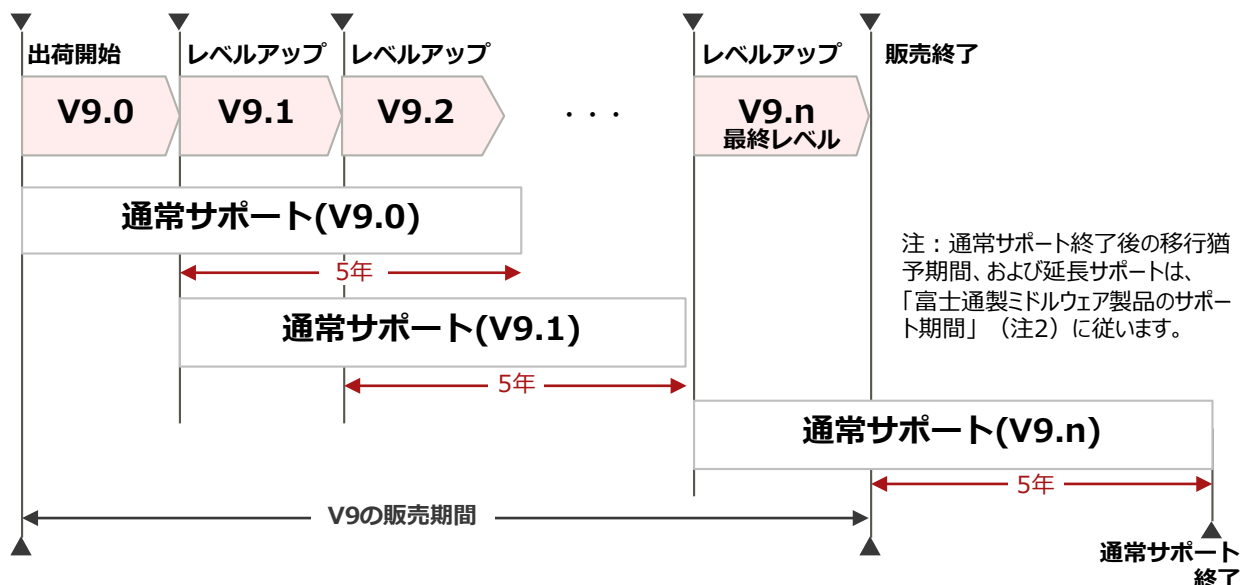 出荷開始
レベルアップ
レベルアップ
レベルアップ
販売終了
V9.0
V9.1
V9.2
・・・
V9.n
最終レベル
通常サポート(V9.0)
5年
注：通常サポート終了後の移行猶
予期間、および延長サポートは、
「富士通製ミドルウェア製品のサポー
ト期間」（注2）に従います。
通常サポート(V9.1)
5年
通常サポート(V9.n)
5年
V9の販売期間
通常サポート
終了